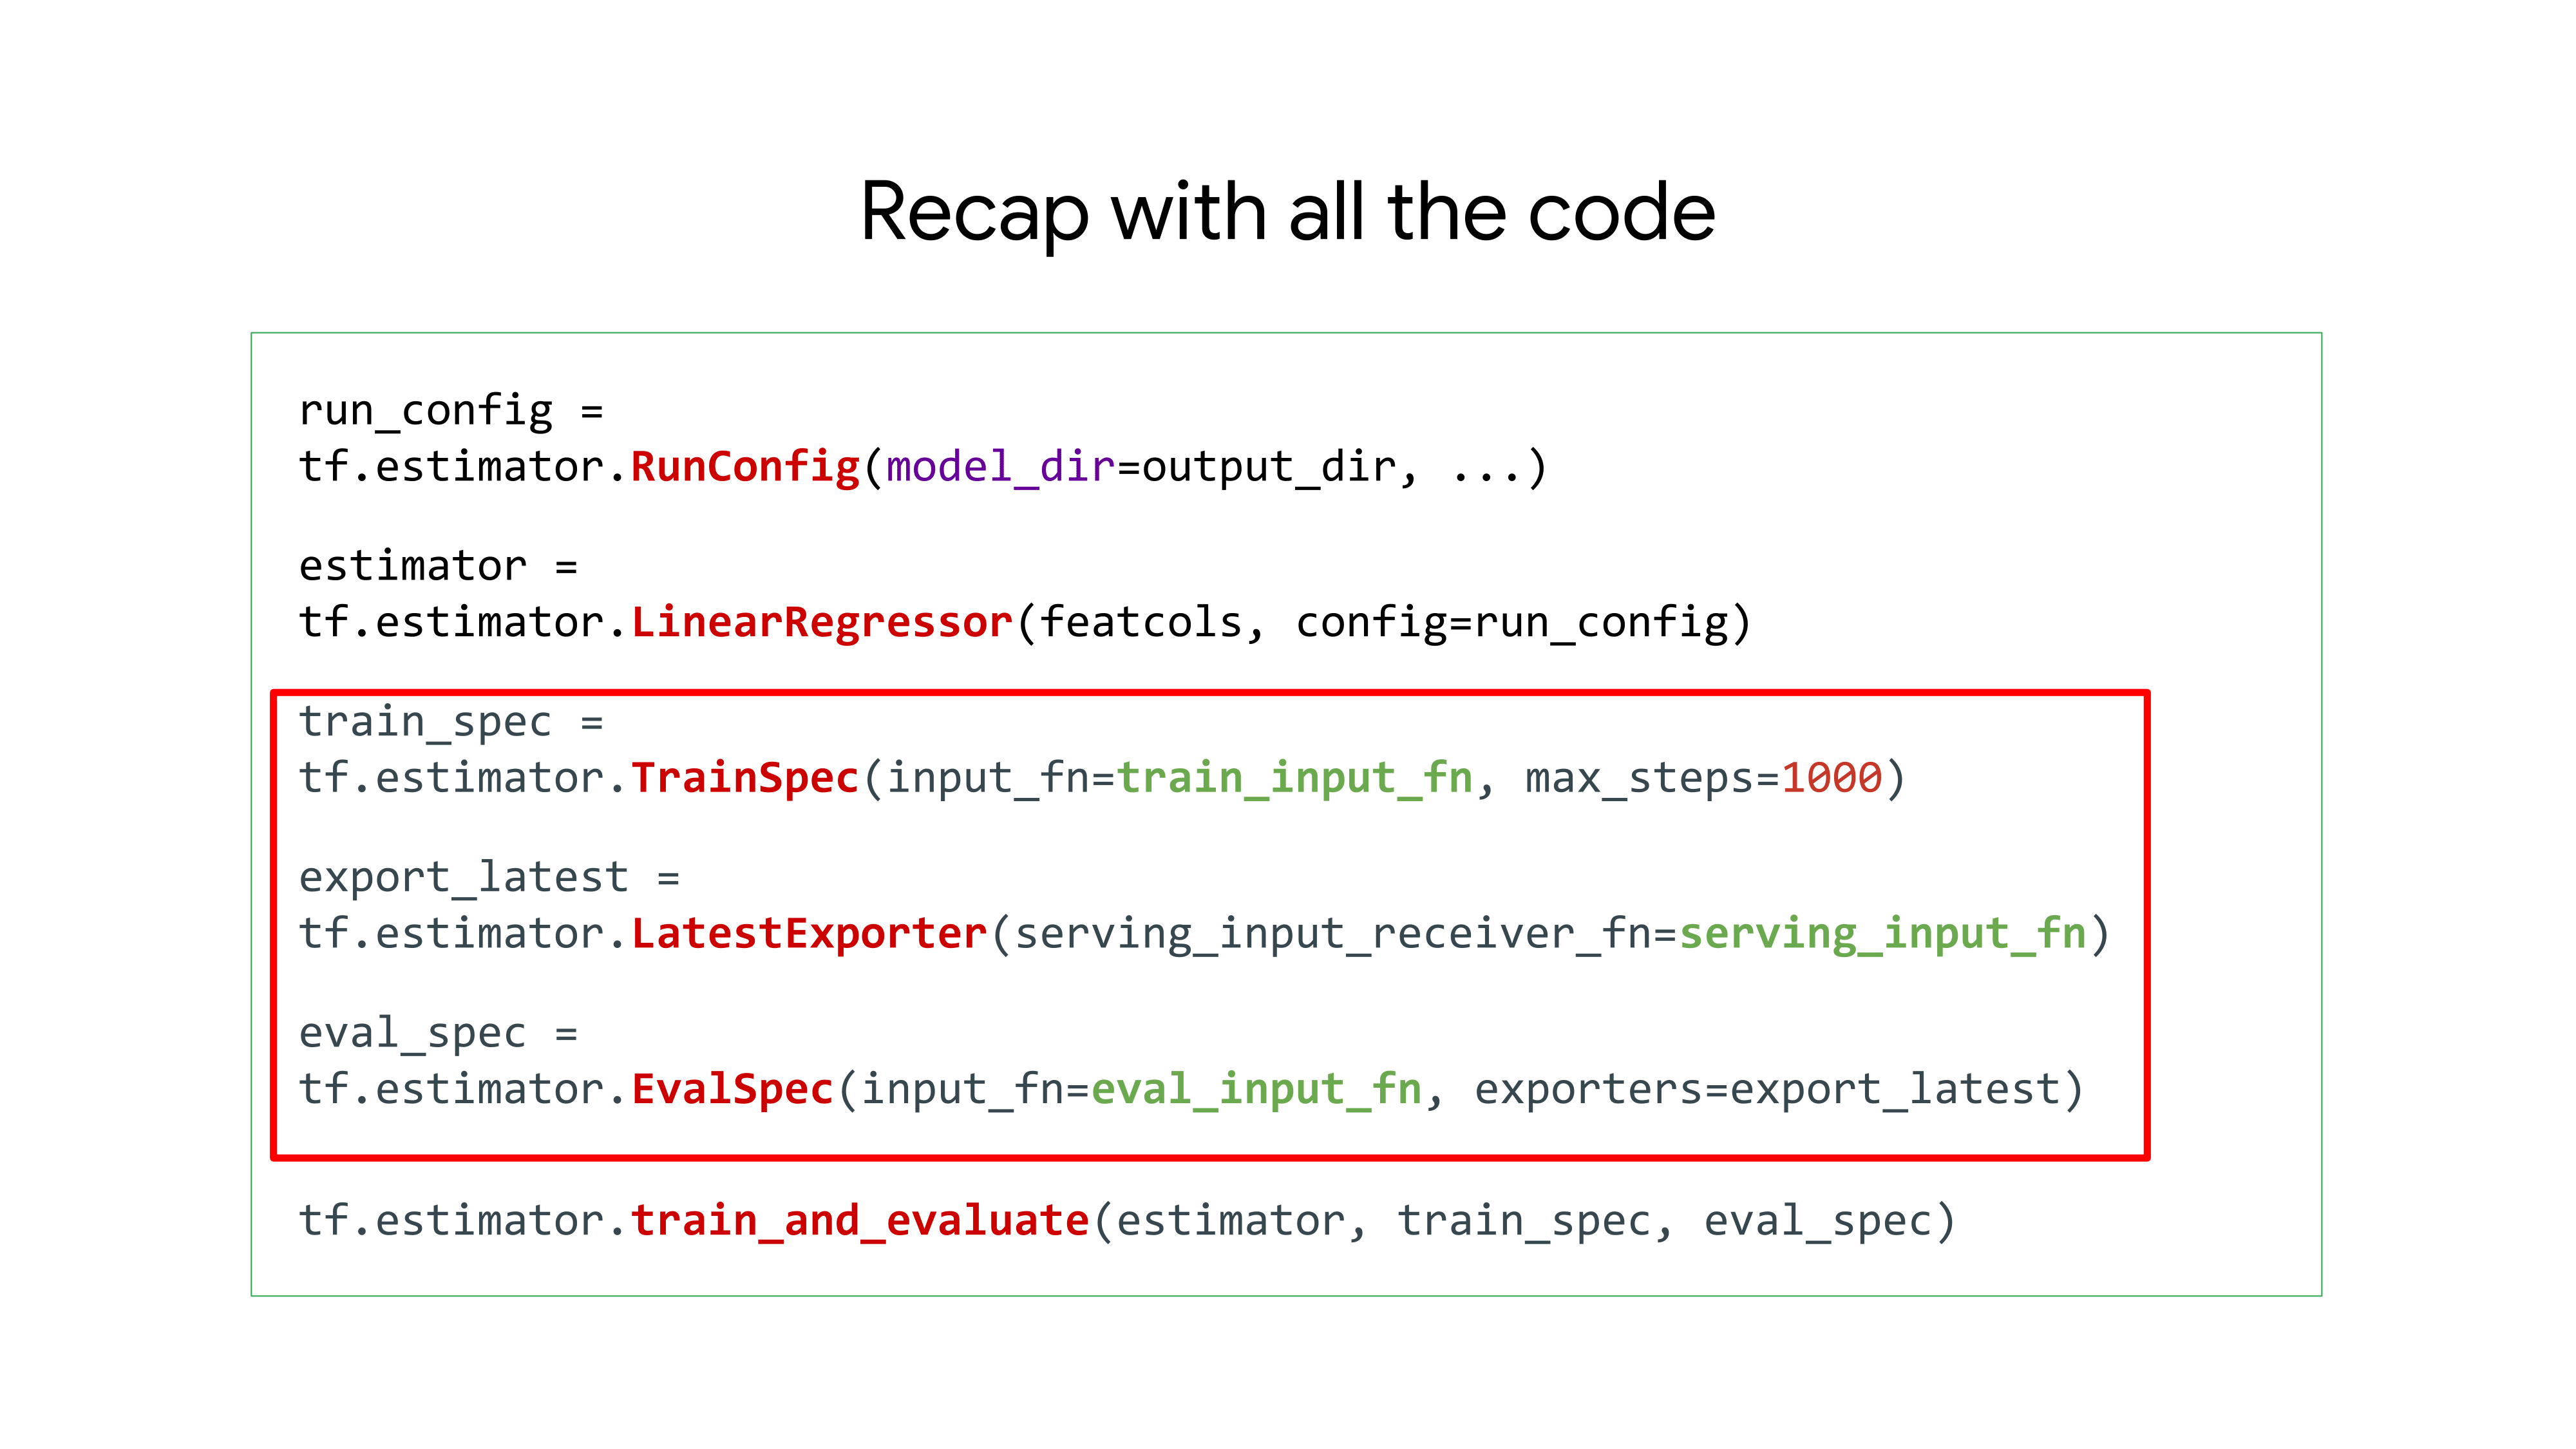 Recap with all the code
run_config =
tf.estimator.RunConfig(model_dir=output_dir, ...)
estimator =
tf.estimator.LinearRegressor(featcols, config=run_config)
train_spec =
tf.estimator.TrainSpec(input_fn=train_input_fn, max_steps=1000)
export_latest =
tf.estimator.LatestExporter(serving_input_receiver_fn=serving_input_fn)
eval_spec =
tf.estimator.EvalSpec(input_fn=eval_input_fn, exporters=export_latest)
tf.estimator.train_and_evaluate(estimator, train_spec, eval_spec)